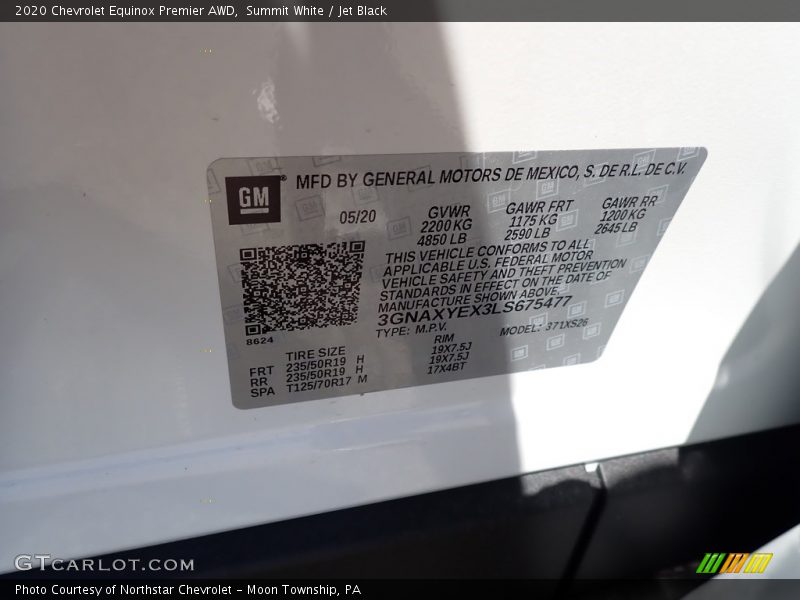 2020 Chevrolet Equinox Premier AWD, Summit White / Jet Black
GM® MFD BY GENERAL MOTORS DE MEXICO, S. DE R.L. DE C.V.
05/20 GVWR GAWR FRT GAWR RR
2200 KG 1175 KG 1200 KG
4850 LB 2590 LB 2645 LB
THIS VEHICLE CONFORMS TO ALL
APPLICABLE U.S. FEDERAL MOTOR
VEHICLE SAFETY AND THEFT PREVENTION
STANDARDS IN EFFECT ON THE DATE OF
MANUFACTURE SHOWN ABOVE.
3GNAXYEX3LS675477
TYPE: M.P.V. MODEL: 371XS26
8624
TIRE SIZE RIM
FRT 235/50R19 H 19X7.5J
RR 235/50R19 H 19X7.5J
SPA T125/70R17 M 17X4BT
GTCARLOT.COM
Photo Courtesy of Northstar Chevrolet - Moon Township, PA